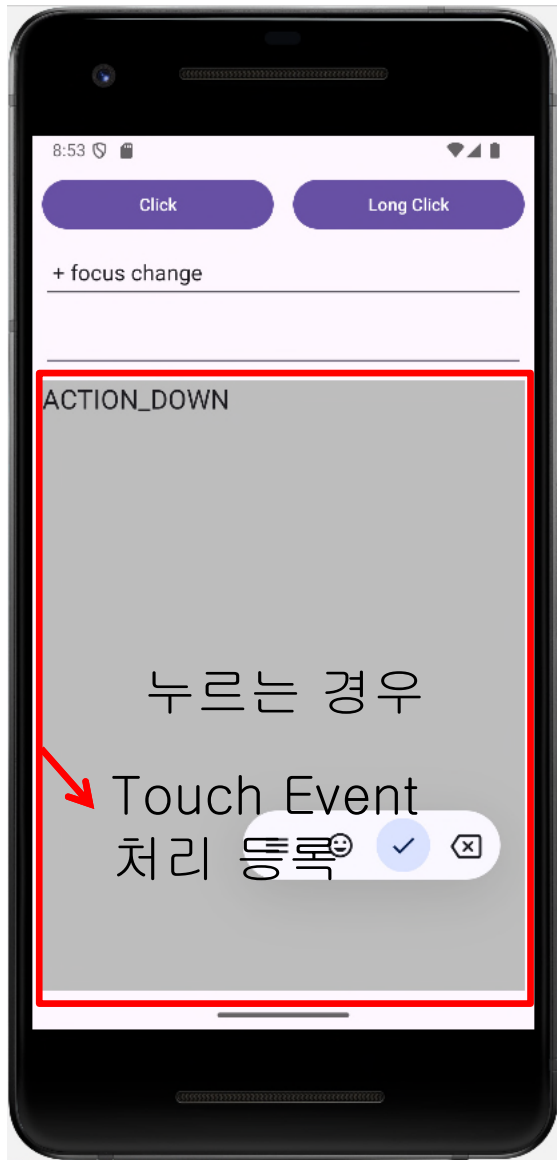 8:53
Click
Long Click
+ focus change
ACTION_DOWN
누르는 경우
Touch Event
처리 등록